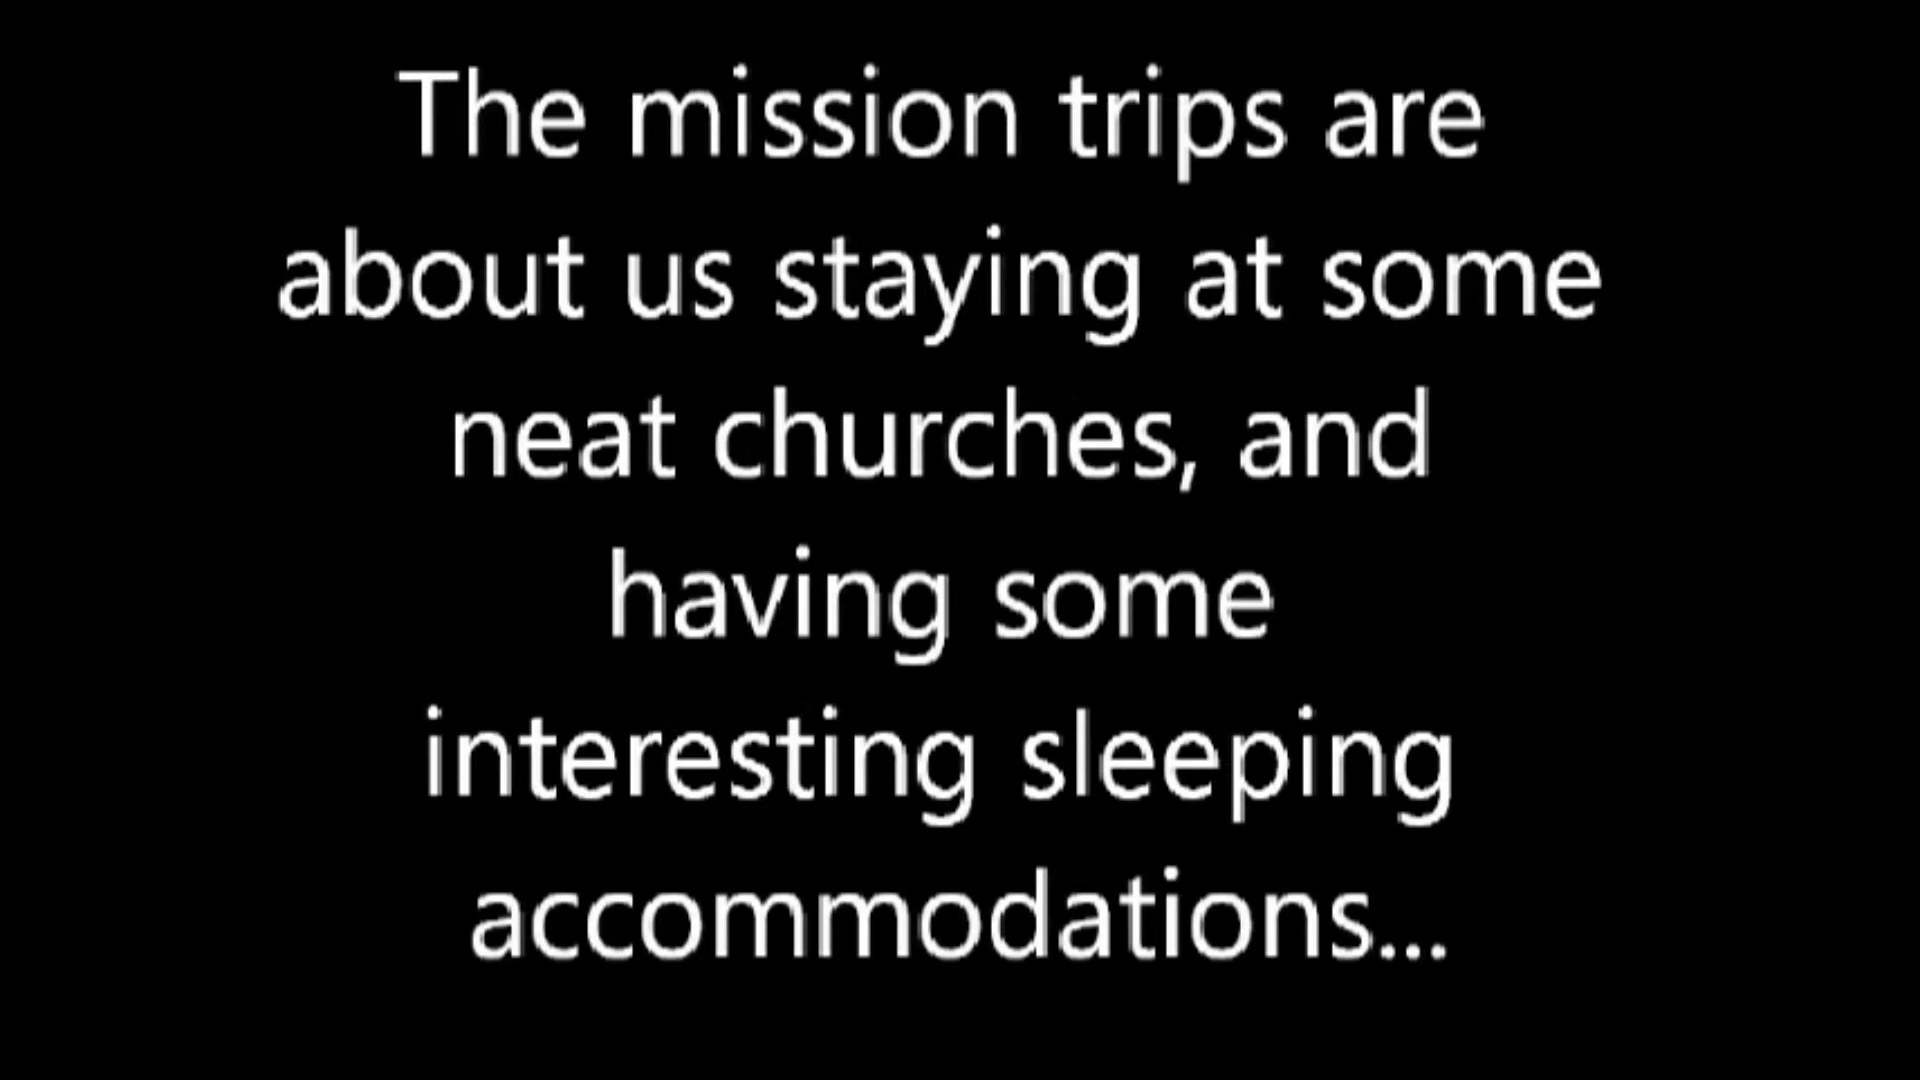 The mission trips are
about us staying at some
neat churches, and
having some
interesting sleeping
accommodations...